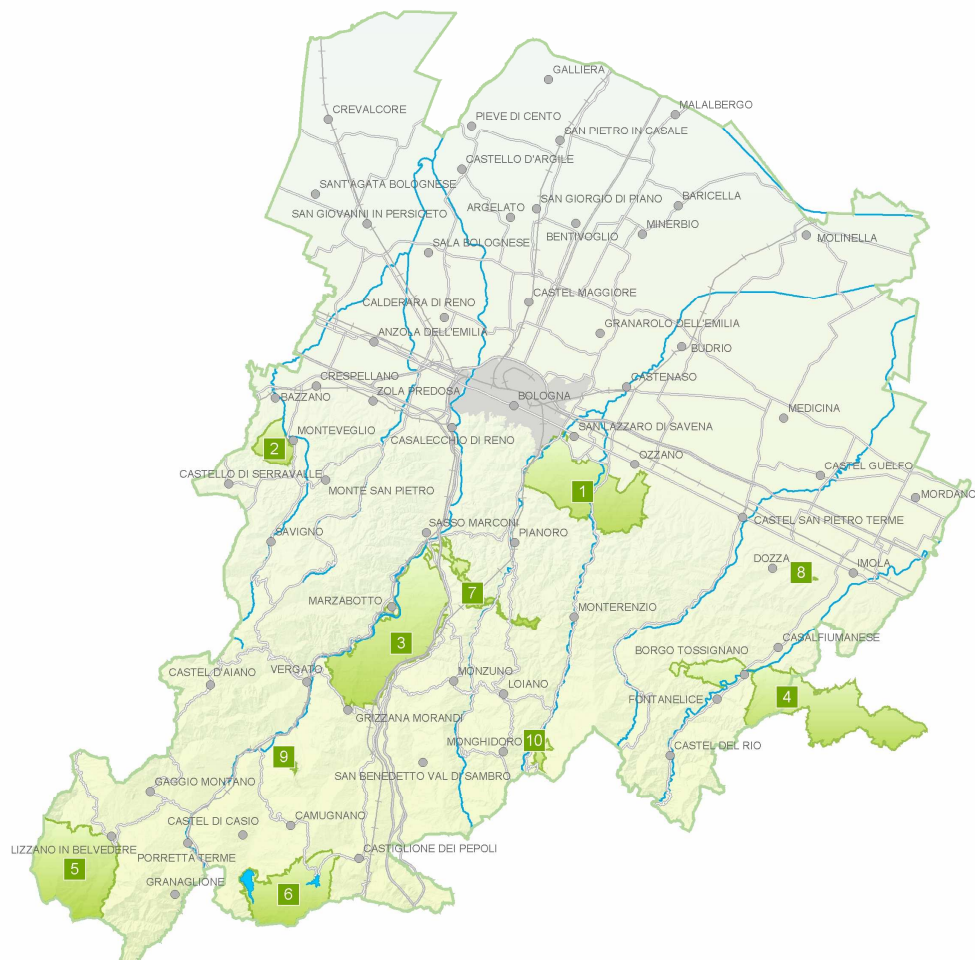 GALLIERA
CREVALCORE
MALALBERGO
PIEVE DI CENTO
SAN PIETRO IN CASALE
CASTELLO D'ARGILE
SANT'AGATA BOLOGNESE
SAN GIORGIO DI PIANO
BARICELLA
ARGELATO
SAN GIOVANNI IN PERSICETO
MINERBIO
BENTIVOGLIO
MOLINELLA
SALA BOLOGNESE
CASTEL MAGGIORE
CALDERARA DI RENO
GRANAROLO DELL'EMILIA
ANZOLA DELL'EMILIA
BUDRIO
CRESPELLANO
CASTENASO
ZOLA PREDOSA
BAZZANO
BOLOGNA
MEDICINA
MONTEVEGLIO
SAN LAZZARO DI SAVENA
CASALECCHIO DI RENO
2
OZZANO
CASTEL GUELFO
CASTELLO DI SERRAVALLE
MONTE SAN PIETRO
1
MORDANO
SASSO MARCONI
CASTEL SAN PIETRO TERME
SAVIGNO
PIANORO
DOZZA
8
IMOLA
7
MARZABOTTO
MONTERENZIO
3
CASALFIUMANESE
BORGO TOSSIGNANO
CASTEL D'AIANO
VERGATO
MONZUNO
LOIANO
4
FONTANELICE
GRIZZANA MORANDI
10
MONGHIDORO
CASTEL DEL RIO
9
SAN BENEDETTO VAL DI SAMBRO
GAGGIO MONTANO
CASTEL DI CASIO
CAMUGNANO
LIZZANO IN BELVEDERE
CASTIGLIONE DEI PEPOLI
PORRETTA TERME
5
GRANAGLIONE
6